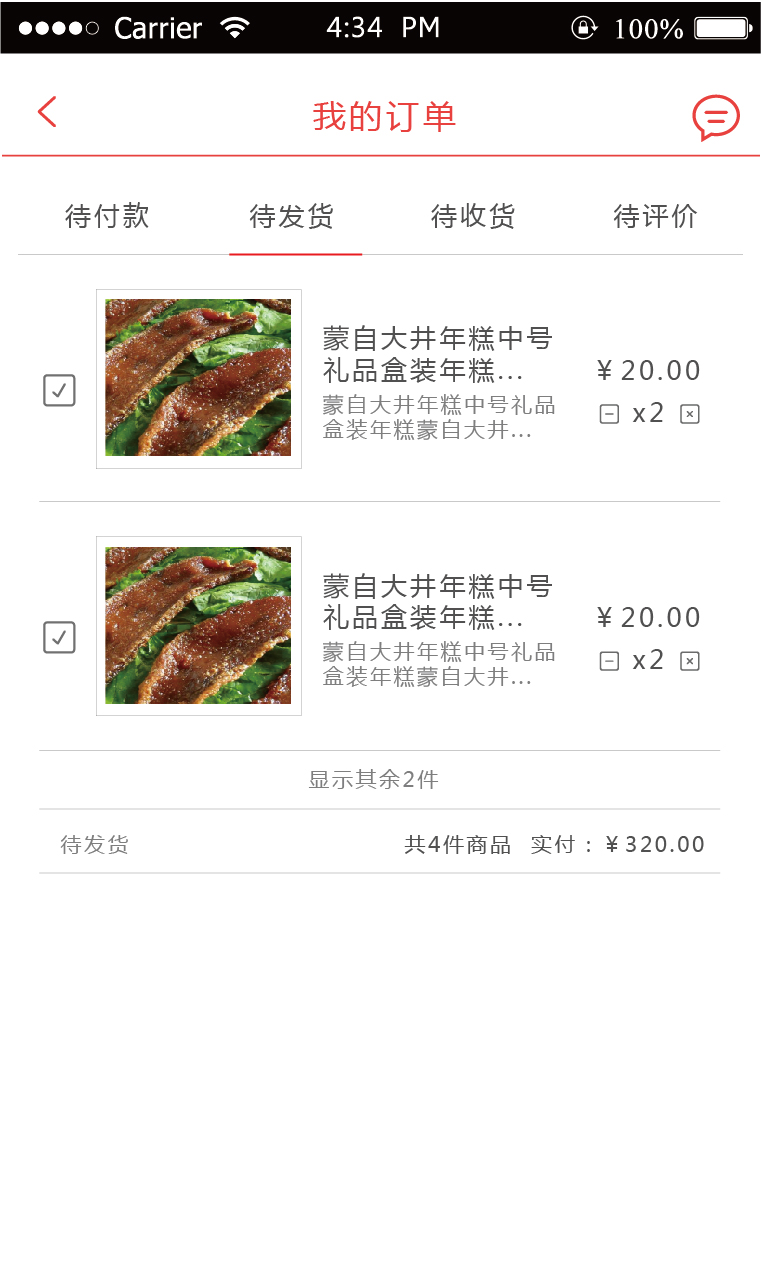 Carrier 4:34 PM 100%
我的订单
待付款 待发货 待收货 待评价
蒙自大井年糕中号
礼品盒装年糕...
蒙自大井年糕中号礼品
盒装年糕蒙自大井...
¥20.00
x2
蒙自大井年糕中号
礼品盒装年糕...
蒙自大井年糕中号礼品
盒装年糕蒙自大井...
¥20.00
x2
显示其余2件
待发货 共4件商品 实付：¥320.00